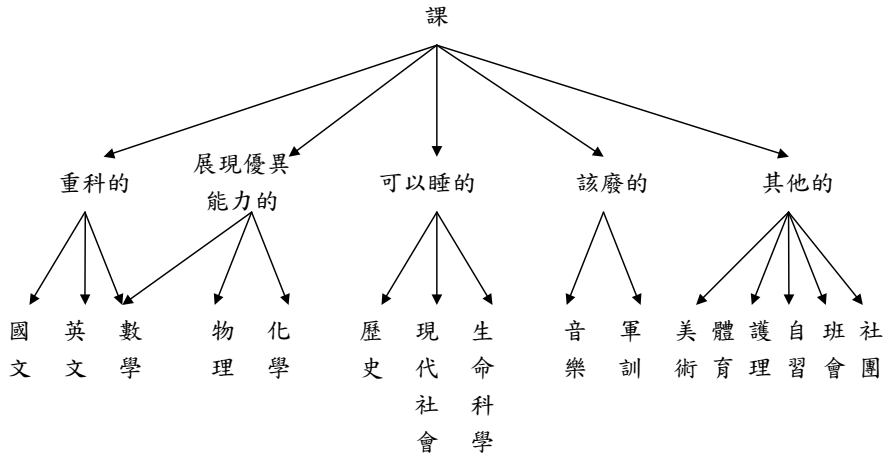 課
重科的
展現優異
能力的
可以睡的
該廢的
其他的
國文
英文
數學
物理
化學
歷史
現代社會
生命科學
音樂
軍訓
美術
體育
護理
自習
班會
社團